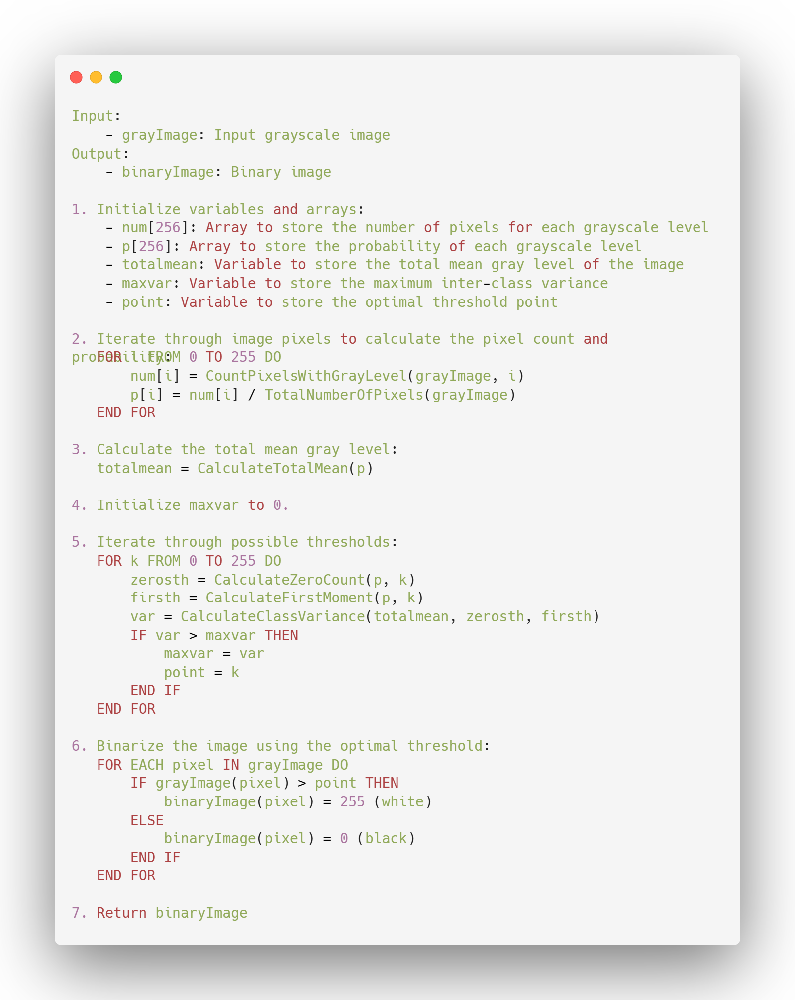 Input:
    - grayImage: Input grayscale image
Output:
    - binaryImage: Binary image

1. Initialize variables and arrays:
    - num[256]: Array to store the number of pixels for each grayscale level
    - p[256]: Array to store the probability of each grayscale level
    - totalmean: Variable to store the total mean gray level of the image
    - maxvar: Variable to store the maximum inter-class variance
    - point: Variable to store the optimal threshold point

2. Iterate through image pixels to calculate the pixel count and
probability:
   FOR i FROM 0 TO 255 DO
       num[i] = CountPixelsWithGrayLevel(grayImage, i)
       p[i] = num[i] / TotalNumberOfPixels(grayImage)
   END FOR

3. Calculate the total mean gray level:
   totalmean = CalculateTotalMean(p)

4. Initialize maxvar to 0.

5. Iterate through possible thresholds:
   FOR k FROM 0 TO 255 DO
       zerosth = CalculateZeroCount(p, k)
       firsth = CalculateFirstMoment(p, k)
       var = CalculateClassVariance(totalmean, zerosth, firsth)
       IF var > maxvar THEN
           maxvar = var
           point = k
       END IF
   END FOR

6. Binarize the image using the optimal threshold:
   FOR EACH pixel IN grayImage DO
       IF grayImage(pixel) > point THEN
           binaryImage(pixel) = 255 (white)
       ELSE
           binaryImage(pixel) = 0 (black)
       END IF
   END FOR

7. Return binaryImage